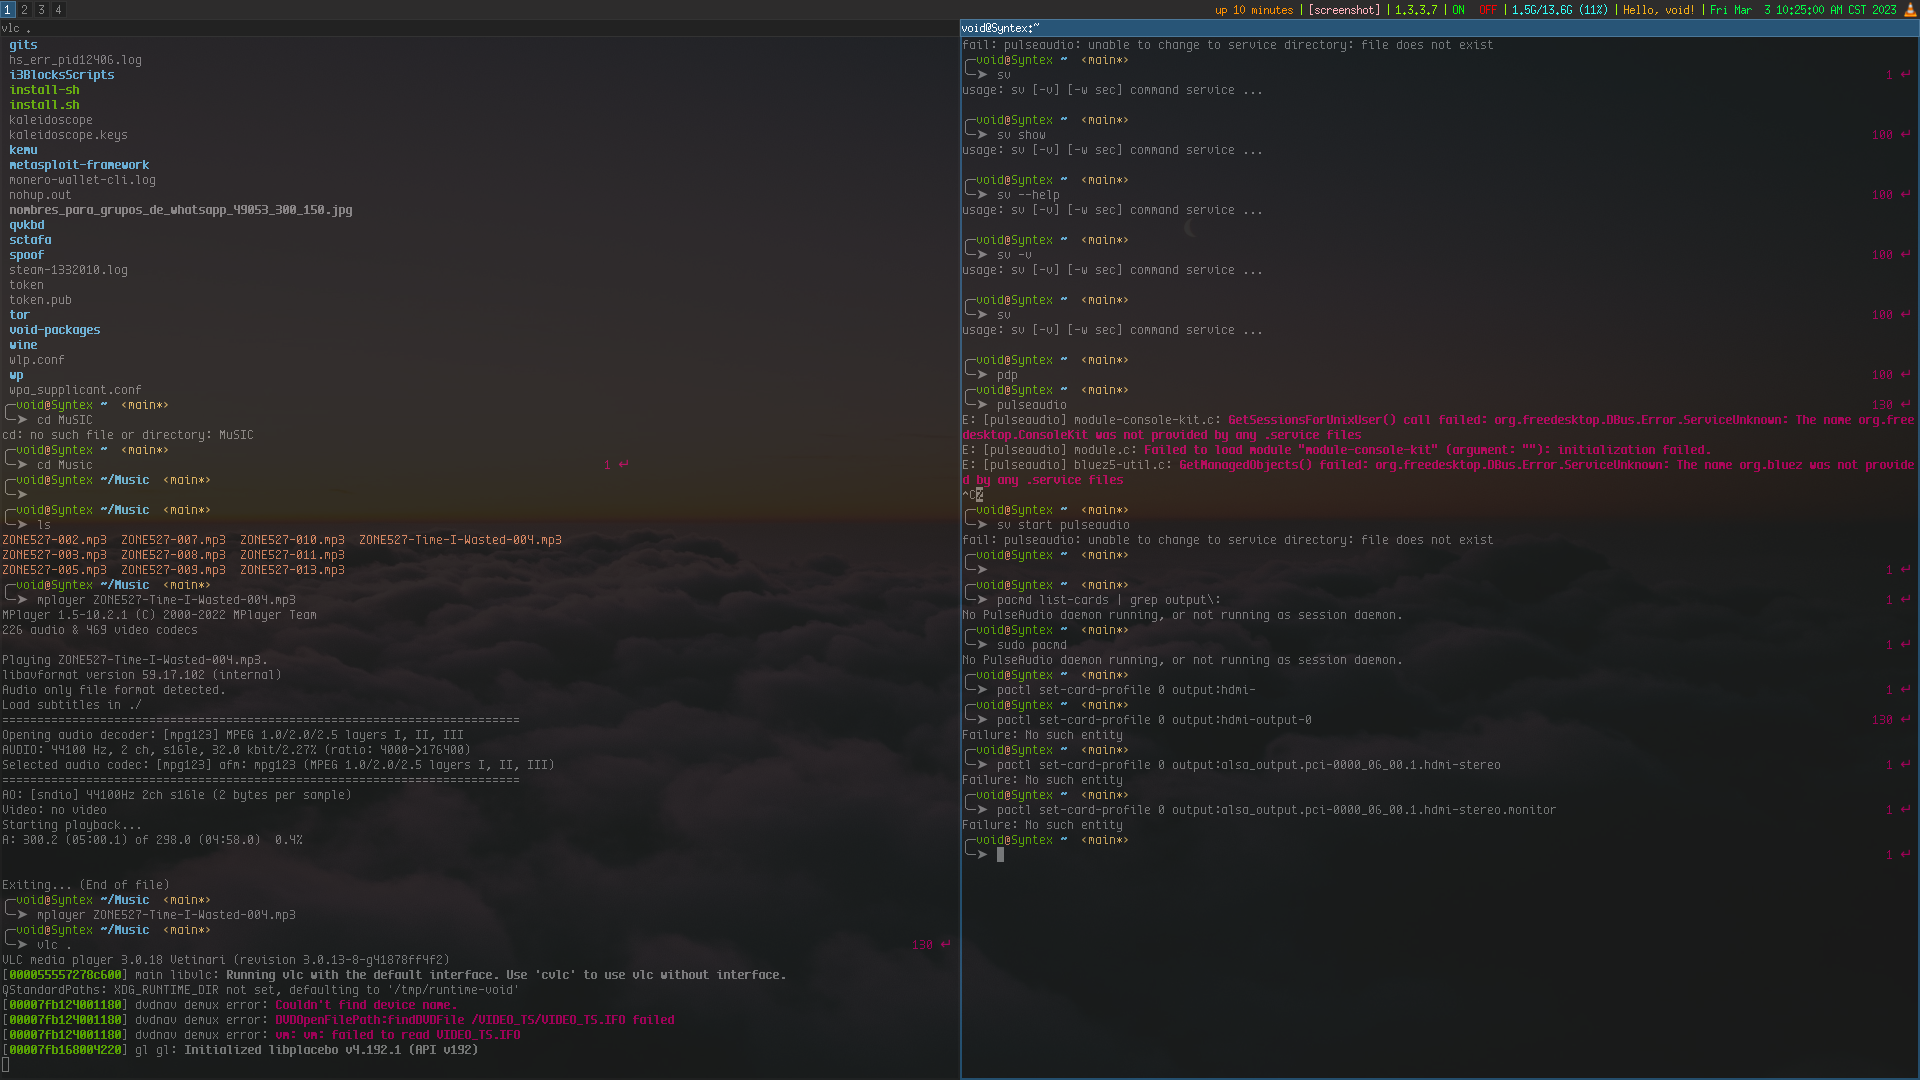 1 2 3 4
up 10 minutes | [screenshot] | 1.3.3.7 | ON OFF | 1.5G/13.6G (11%) | Hello, void! | Fri Mar  3 10:25:00 AM CST 2023
vlc .
gits
hs_err_pid12406.log
i3BlocksScripts
install-sh
install.sh
kaleidoscope
kaleidoscope.keys
kemu
metasploit-framework
monero-wallet-cli.log
nohup.out
nombres_para_grupos_de_whatsapp_49053_300_150.jpg
qvkbd
sctafa
spoof
steam-1332010.log
token
token.pub
tor
void-packages
wine
wlp.conf
wp
wpa_supplicant.conf
╭─void@Syntex ~ ‹main*›
╰─➤ cd MuSIC
cd: no such file or directory: MuSIC
╭─void@Syntex ~ ‹main*›
╰─➤ cd Music 1 ↵
╭─void@Syntex ~/Music ‹main*›
╰─➤
╭─void@Syntex ~/Music ‹main*›
╰─➤ ls
ZONE527-002.mp3  ZONE527-007.mp3  ZONE527-010.mp3  ZONE527-Time-I-Wasted-004.mp3
ZONE527-003.mp3  ZONE527-008.mp3  ZONE527-011.mp3
ZONE527-005.mp3  ZONE527-009.mp3  ZONE527-013.mp3
╭─void@Syntex ~/Music ‹main*›
╰─➤ mplayer ZONE527-Time-I-Wasted-004.mp3
MPlayer 1.5-10.2.1 (C) 2000-2022 MPlayer Team
226 audio & 469 video codecs
Playing ZONE527-Time-I-Wasted-004.mp3.
libavformat version 59.17.102 (internal)
Audio only file format detected.
Load subtitles in ./
==========================================================================
Opening audio decoder: [mpg123] MPEG 1.0/2.0/2.5 layers I, II, III
AUDIO: 44100 Hz, 2 ch, s16le, 32.0 kbit/2.27% (ratio: 4000->176400)
Selected audio codec: [mpg123] afm: mpg123 (MPEG 1.0/2.0/2.5 layers I, II, III)
==========================================================================
AO: [sndio] 44100Hz 2ch s16le (2 bytes per sample)
Video: no video
Starting playback...
A: 300.2 (05:00.1) of 298.0 (04:58.0)  0.4%
Exiting... (End of file)
╭─void@Syntex ~/Music ‹main*›
╰─➤ mplayer ZONE527-Time-I-Wasted-004.mp3
╭─void@Syntex ~/Music ‹main*›
╰─➤ vlc . 130 ↵
VLC media player 3.0.18 Vetinari (revision 3.0.13-8-g41878ff4f2)
[000055557278c600] main libvlc: Running vlc with the default interface. Use 'cvlc' to use vlc without interface.
QStandardPaths: XDG_RUNTIME_DIR not set, defaulting to '/tmp/runtime-void'
[00007fb124001180] dvdnav demux error: Couldn't find device name.
[00007fb124001180] dvdnav demux error: DVDOpenFilePath:findDVDFile /VIDEO_TS/VIDEO_TS.IFO failed
[00007fb124001180] dvdnav demux error: vm: vm: failed to read VIDEO_TS.IFO
[00007fb168004220] gl gl: Initialized libplacebo v4.192.1 (API v192)
void@Syntex:~
fail: pulseaudio: unable to change to service directory: file does not exist
╭─void@Syntex ~ ‹main*›
╰─➤ sv 1 ↵
usage: sv [-v] [-w sec] command service ...
╭─void@Syntex ~ ‹main*›
╰─➤ sv show 100 ↵
usage: sv [-v] [-w sec] command service ...
╭─void@Syntex ~ ‹main*›
╰─➤ sv --help 100 ↵
usage: sv [-v] [-w sec] command service ...
╭─void@Syntex ~ ‹main*›
╰─➤ sv -v 100 ↵
usage: sv [-v] [-w sec] command service ...
╭─void@Syntex ~ ‹main*›
╰─➤ sv 100 ↵
usage: sv [-v] [-w sec] command service ...
╭─void@Syntex ~ ‹main*›
╰─➤ pdp 100 ↵
╭─void@Syntex ~ ‹main*›
╰─➤ pulseaudio 130 ↵
E: [pulseaudio] module-console-kit.c: GetSessionsForUnixUser() call failed: org.freedesktop.DBus.Error.ServiceUnknown: The name org.free
desktop.ConsoleKit was not provided by any .service files
E: [pulseaudio] module.c: Failed to load module "module-console-kit" (argument: ""): initialization failed.
E: [pulseaudio] bluez5-util.c: GetManagedObjects() failed: org.freedesktop.DBus.Error.ServiceUnknown: The name org.bluez was not provide
d by any .service files
^C%
╭─void@Syntex ~ ‹main*›
╰─➤ sv start pulseaudio
fail: pulseaudio: unable to change to service directory: file does not exist
╭─void@Syntex ~ ‹main*›
╰─➤ 1 ↵
╭─void@Syntex ~ ‹main*›
╰─➤ pacmd list-cards | grep output\: 1 ↵
No PulseAudio daemon running, or not running as session daemon.
╭─void@Syntex ~ ‹main*›
╰─➤ sudo pacmd 1 ↵
No PulseAudio daemon running, or not running as session daemon.
╭─void@Syntex ~ ‹main*›
╰─➤ pactl set-card-profile 0 output:hdmi- 1 ↵
╭─void@Syntex ~ ‹main*›
╰─➤ pactl set-card-profile 0 output:hdmi-output-0 130 ↵
Failure: No such entity
╭─void@Syntex ~ ‹main*›
╰─➤ pactl set-card-profile 0 output:alsa_output.pci-0000_06_00.1.hdmi-stereo 1 ↵
Failure: No such entity
╭─void@Syntex ~ ‹main*›
╰─➤ pactl set-card-profile 0 output:alsa_output.pci-0000_06_00.1.hdmi-stereo.monitor 1 ↵
Failure: No such entity
╭─void@Syntex ~ ‹main*›
╰─➤ 1 ↵